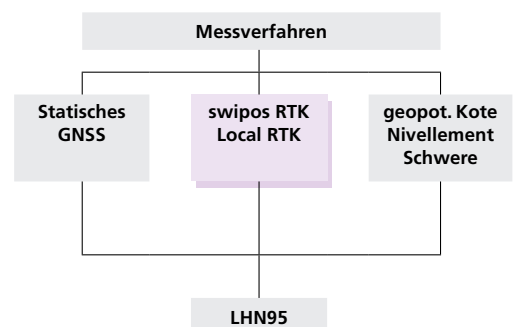 Messverfahren
Statisches
GNSS
swipos RTK
Local RTK
geopot. Kote
Nivellement
Schwere
LHN95